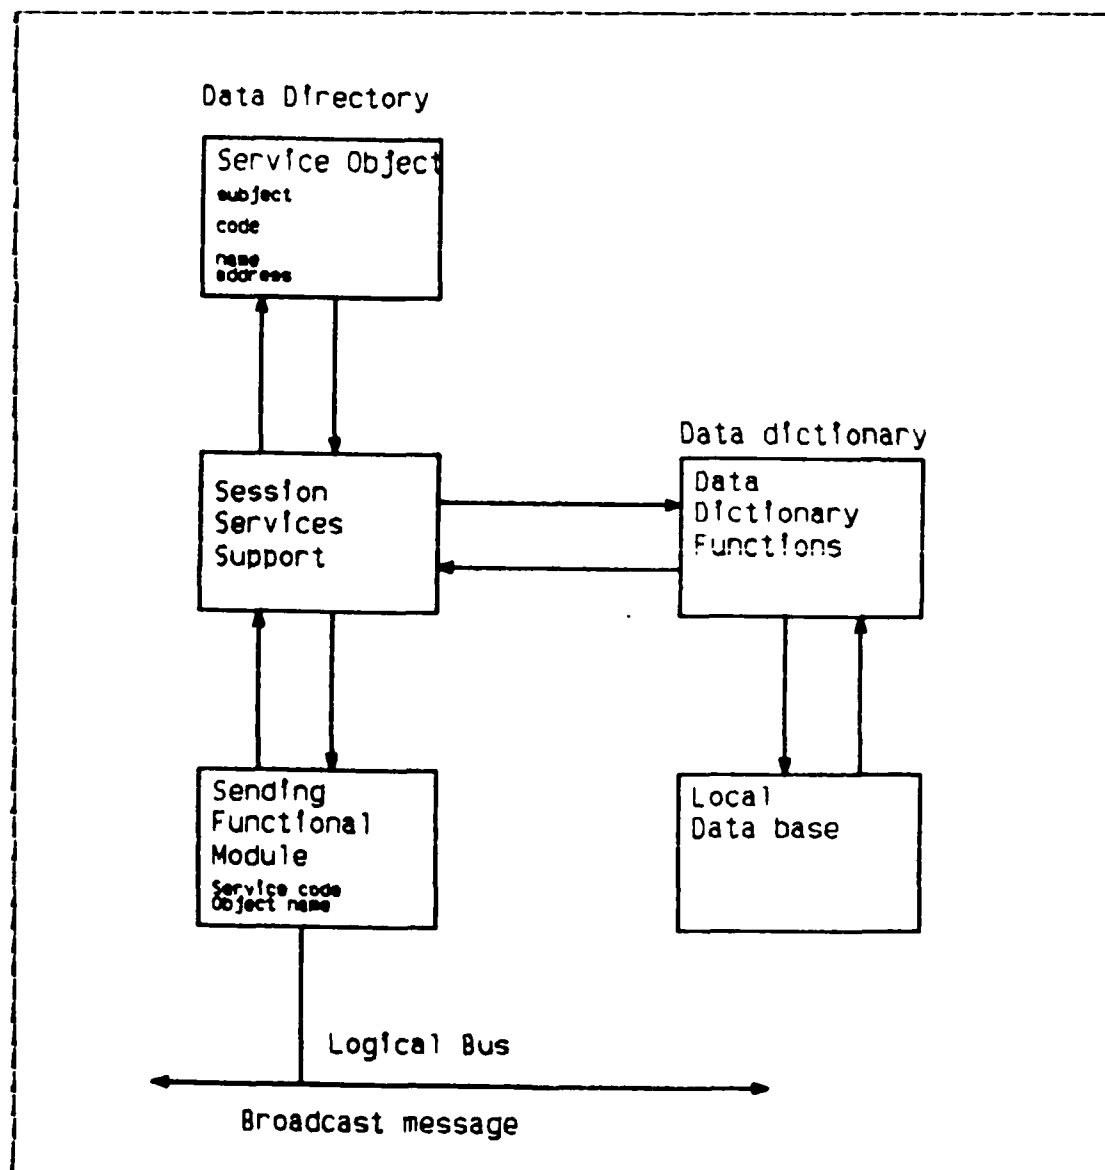 Data Directory
Service Object
subject
code
name
address
Data dictionary
Session
Services
Support
Data
Dictionary
Functions
Sending
Functional
Module
Service code
Object name
Local
Data base
Logical Bus
Broadcast message